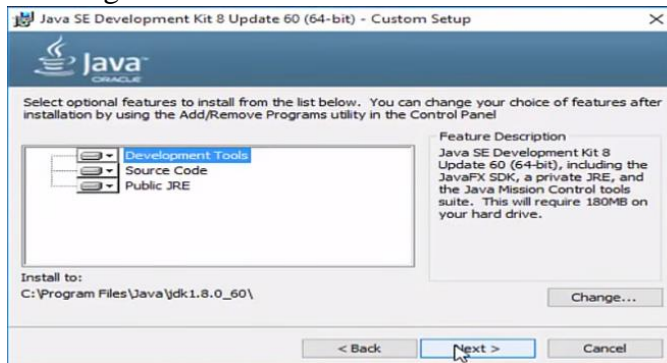 Java SE Development Kit 8 Update 60 (64-bit) - Custom Setup
Java
ORACLE
Select optional features to install from the list below. You can change your choice of features after
installation by using the Add/Remove Programs utility in the Control Panel
Development Tools
Source Code
Public JRE
Feature Description
Java SE Development Kit 8
Update 60 (64-bit), including the
JavaFX SDK, a private JRE, and
the Java Mission Control tools
suite. This will require 180MB on
your hard drive.
Install to:
C:\Program Files\Java\jdk1.8.0_60\
Change...
< Back
Next >
Cancel